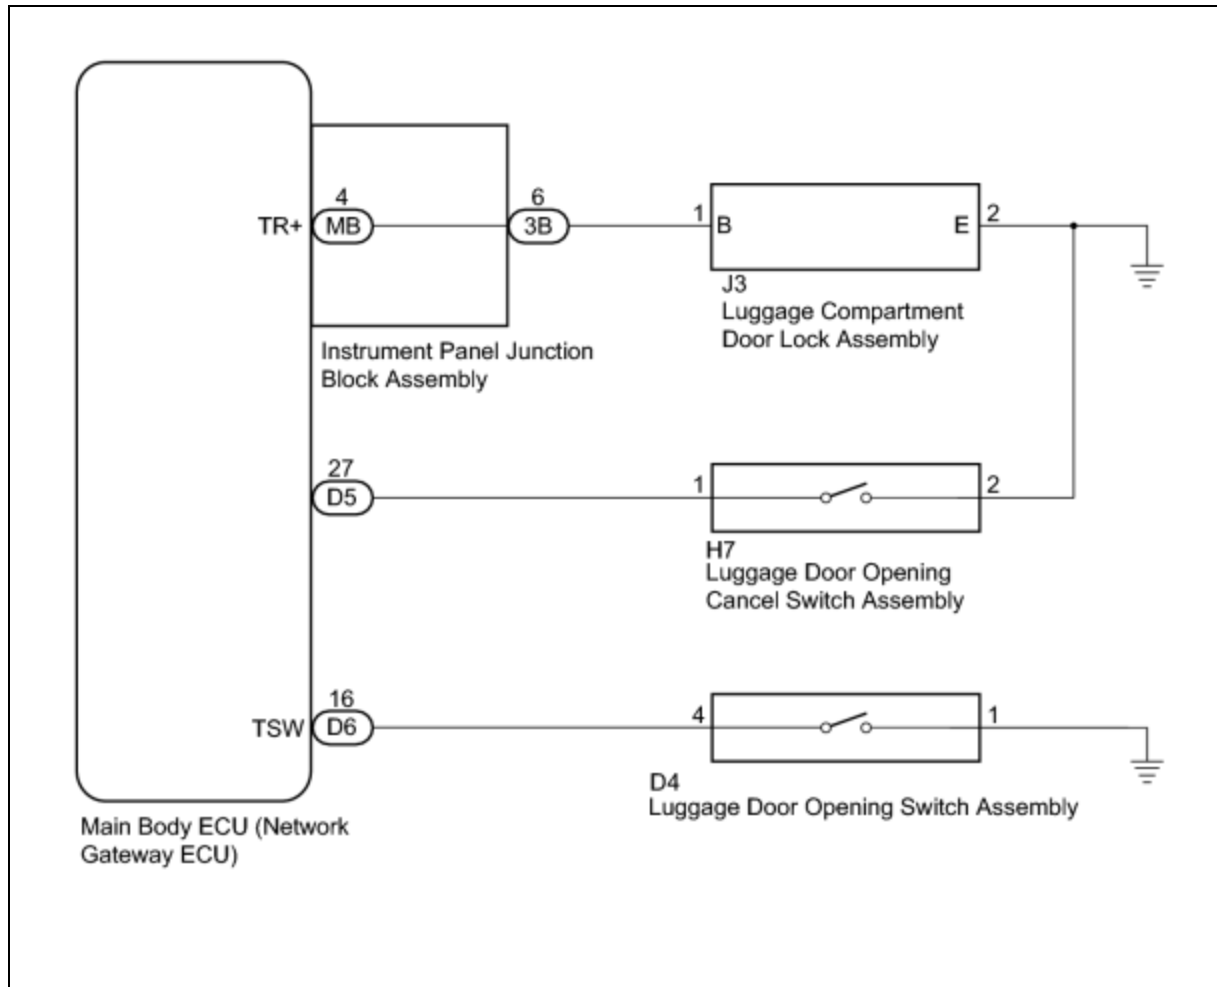 4
6
TR+
MB
3B
1
B
E
2
J3
Luggage Compartment
Door Lock Assembly
Instrument Panel Junction
Block Assembly
27
D5
1
2
H7
Luggage Door Opening
Cancel Switch Assembly
16
TSW
D6
4
1
D4
Luggage Door Opening Switch Assembly
Main Body ECU (Network
Gateway ECU)